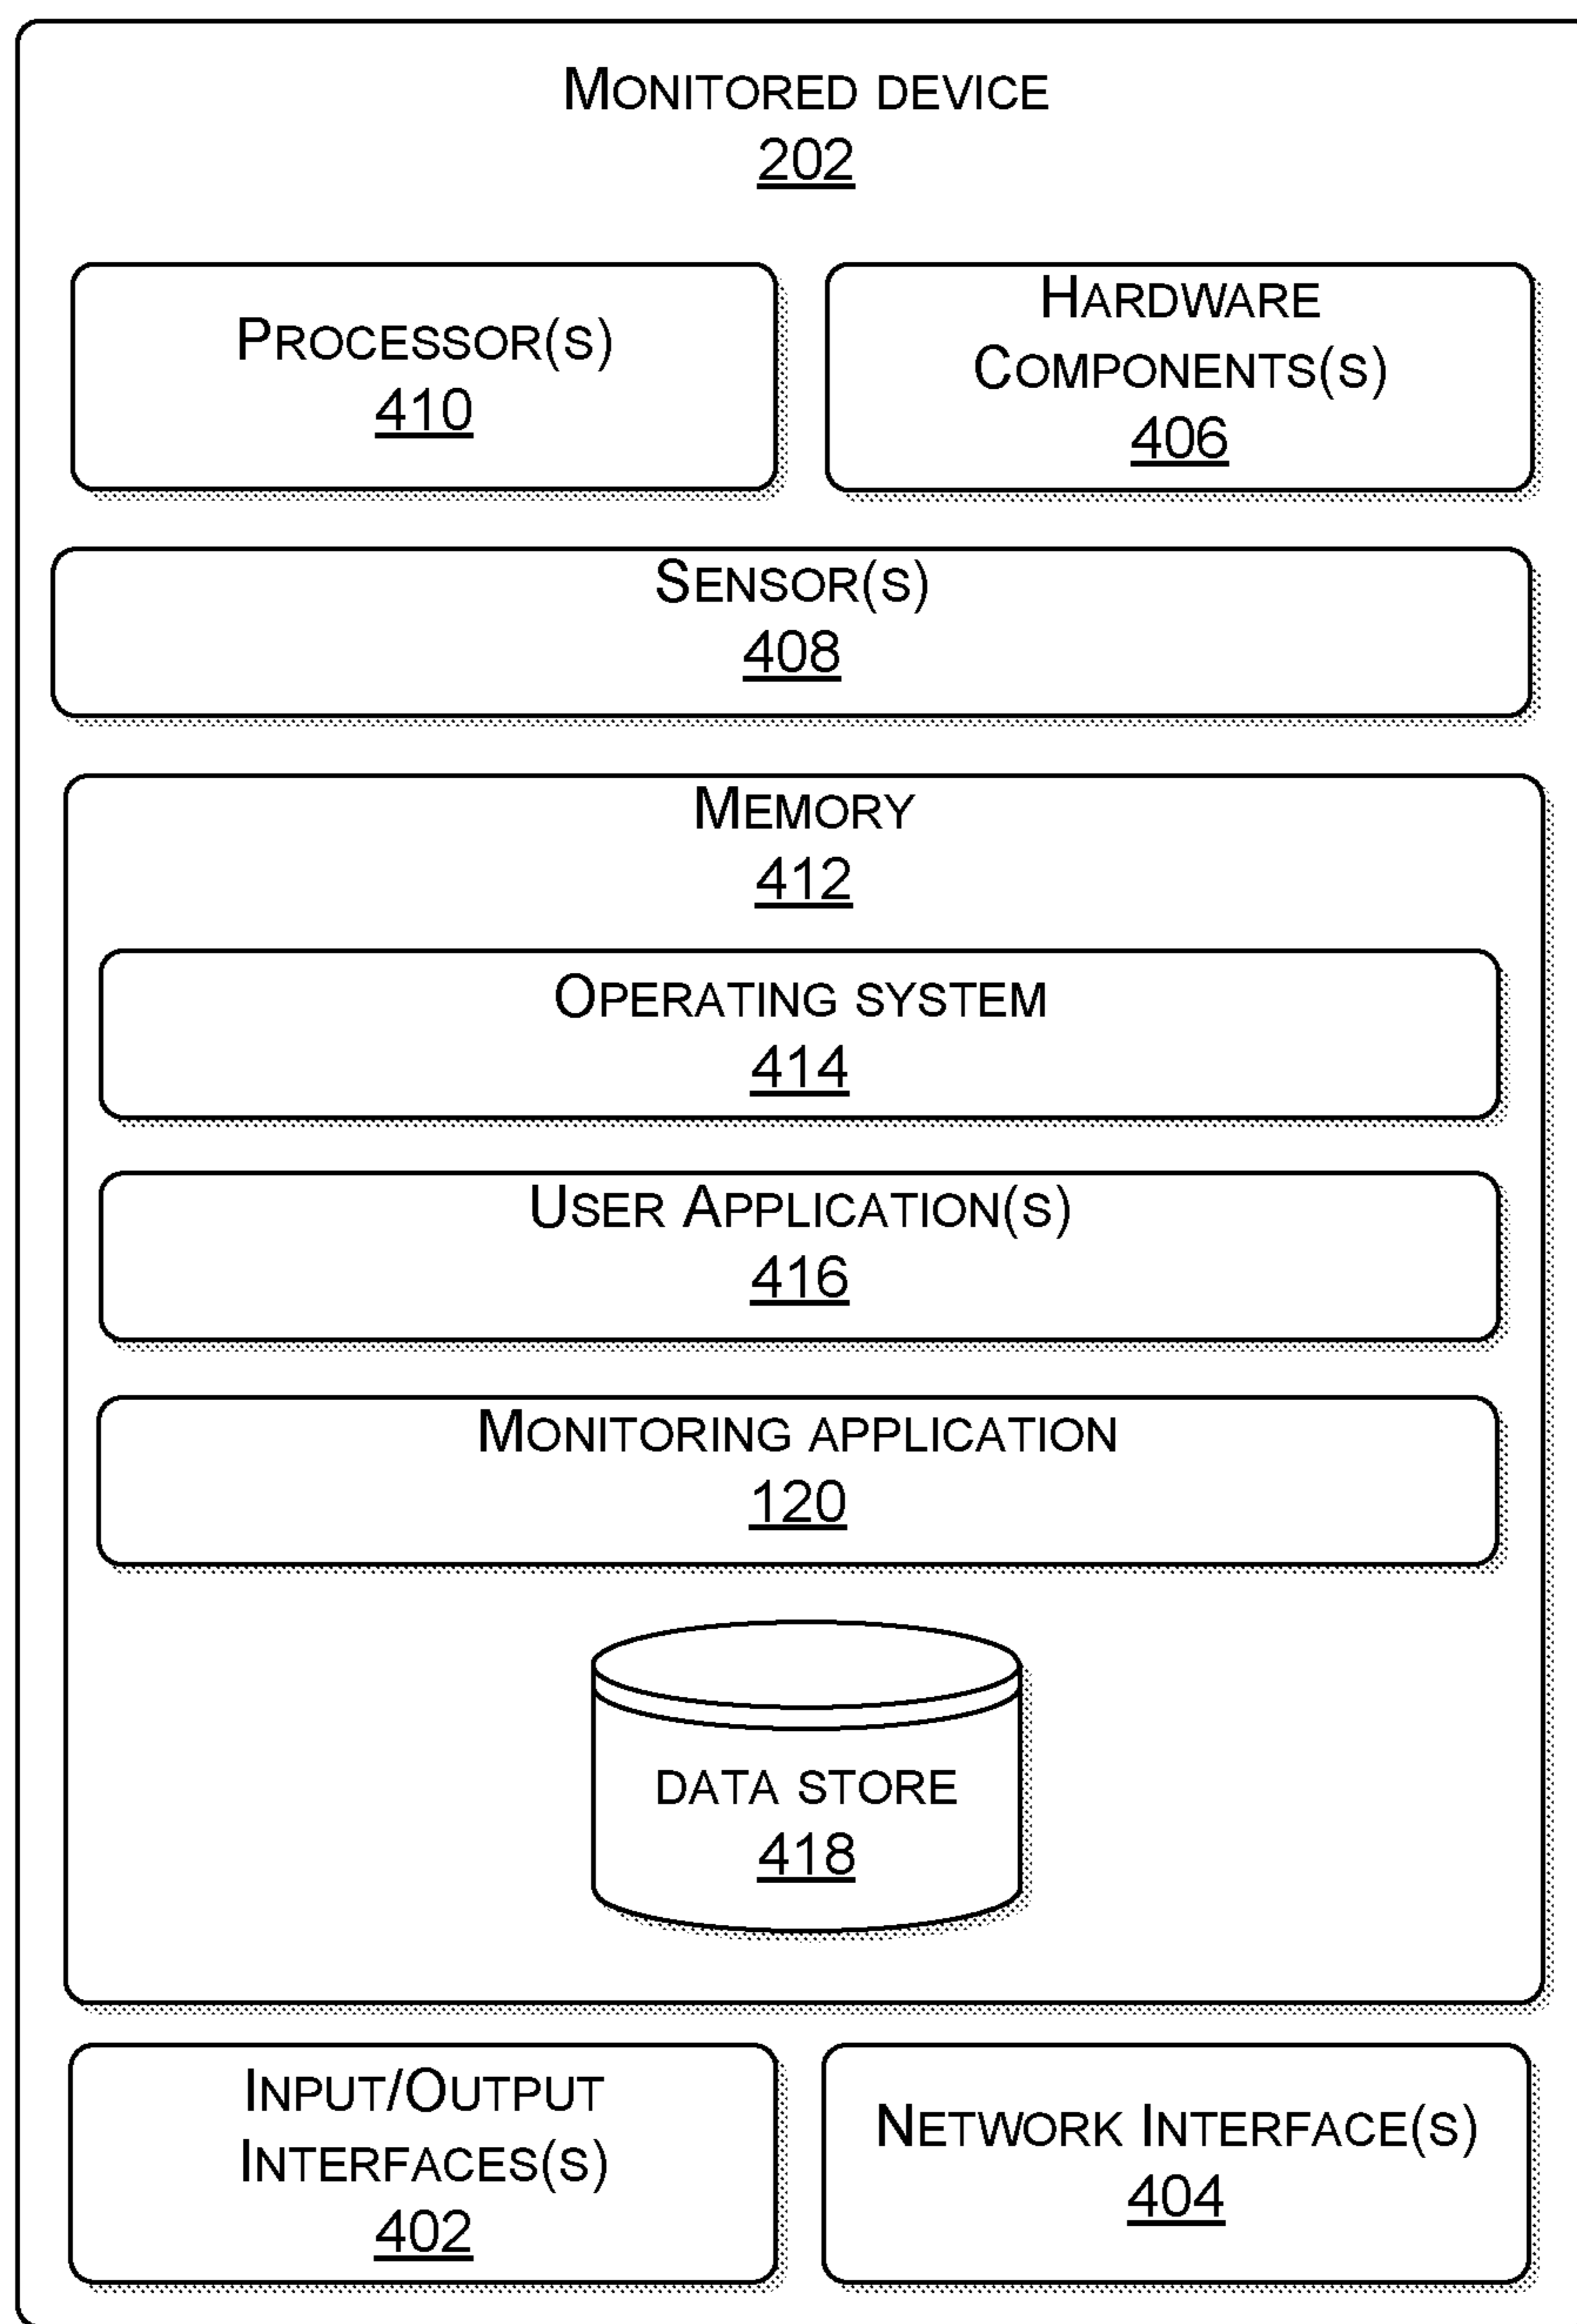 MONITORED DEVICE
202
PROCESSOR(S)
410
HARDWARE
COMPONENTS(S)
406
SENSOR(S)
408
MEMORY
412
OPERATING SYSTEM
414
USER APPLICATION(S)
416
MONITORING APPLICATION
120
DATA STORE
418
INPUT/OUTPUT
INTERFACES(S)
402
NETWORK INTERFACE(S)
404